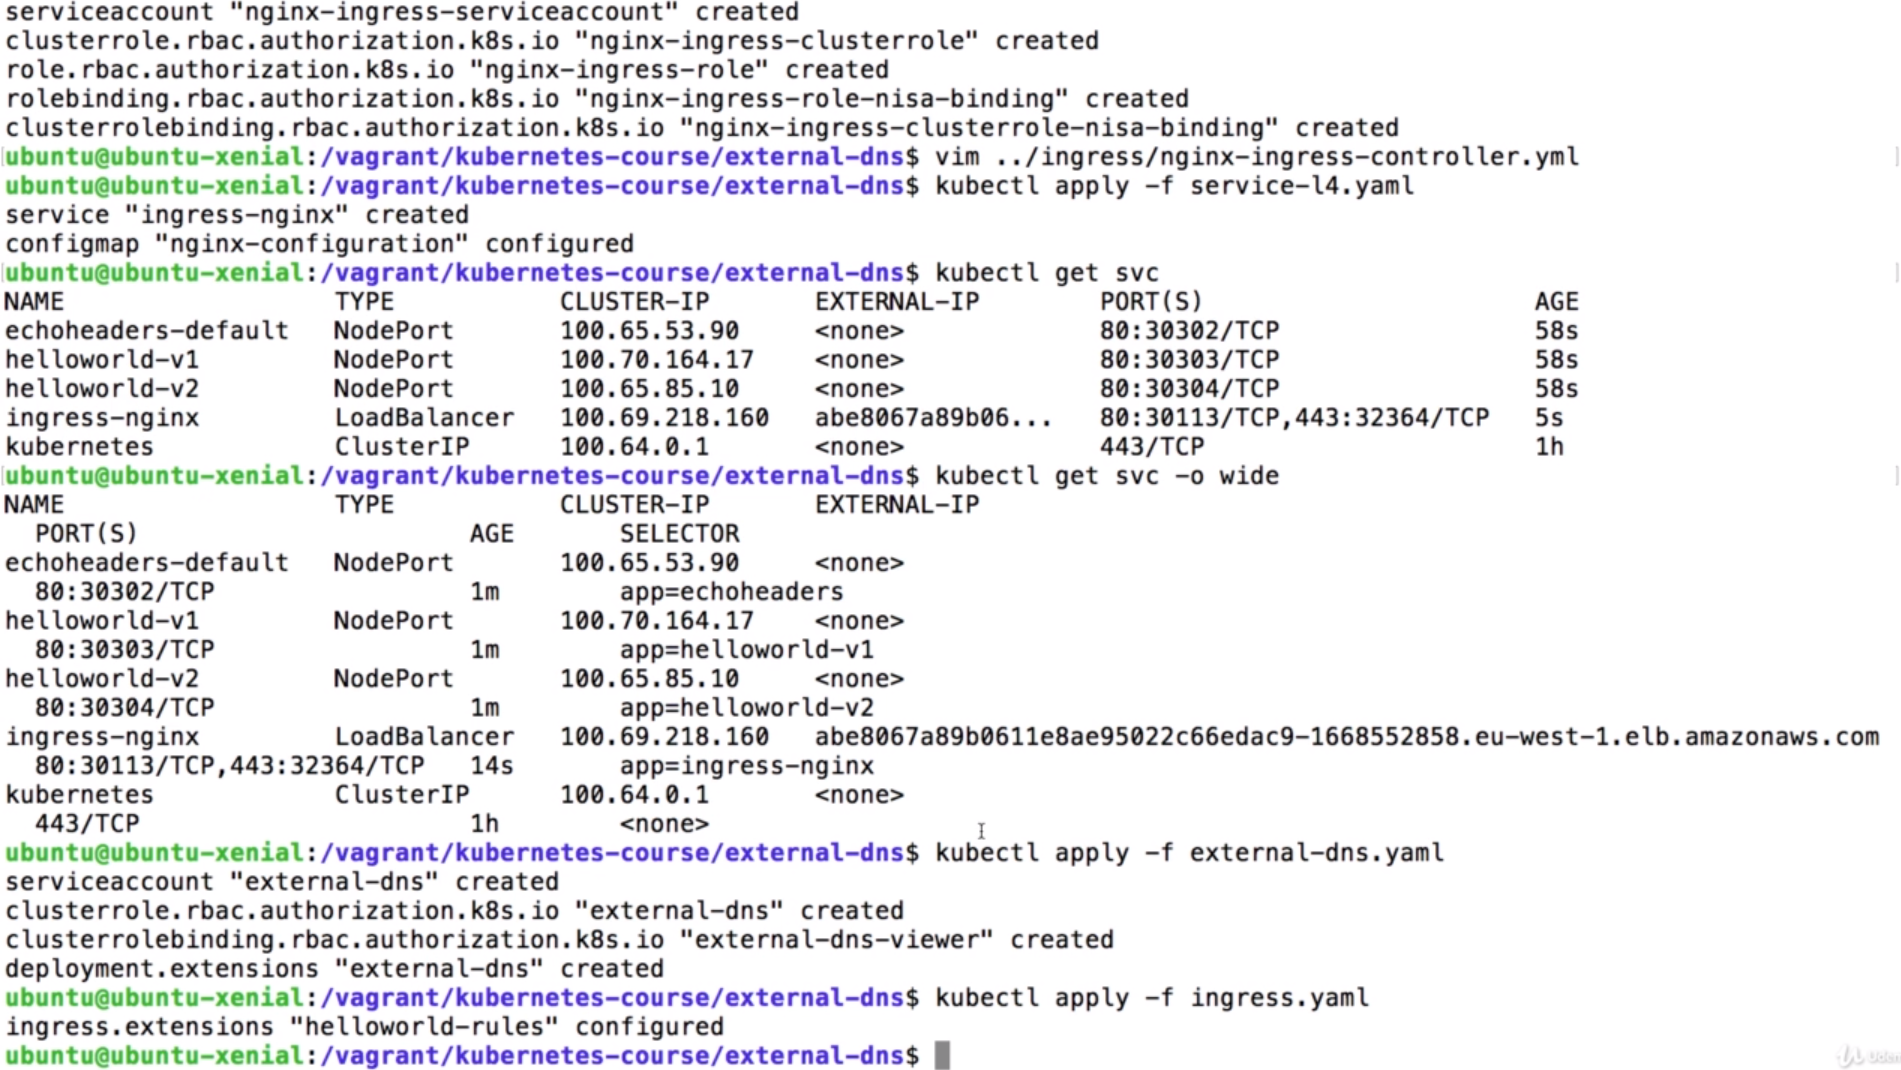 serviceaccount "nginx-ingress-serviceaccount" created
clusterrole.rbac.authorization.k8s.io "nginx-ingress-clusterrole" created
role.rbac.authorization.k8s.io "nginx-ingress-role" created
rolebinding.rbac.authorization.k8s.io "nginx-ingress-role-nisa-binding" created
clusterrolebinding.rbac.authorization.k8s.io "nginx-ingress-clusterrole-nisa-binding" created
ubuntu@ubuntu-xenial:/vagrant/kubernetes-course/external-dns$ vim ../ingress/nginx-ingress-controller.yml
ubuntu@ubuntu-xenial:/vagrant/kubernetes-course/external-dns$ kubectl apply -f service-l4.yaml
service "ingress-nginx" created
configmap "nginx-configuration" configured
ubuntu@ubuntu-xenial:/vagrant/kubernetes-course/external-dns$ kubectl get svc
NAME TYPE CLUSTER-IP EXTERNAL-IP PORT(S) AGE
echoheaders-default NodePort 100.65.53.90 <none> 80:30302/TCP 58s
helloworld-v1 NodePort 100.70.164.17 <none> 80:30303/TCP 58s
helloworld-v2 NodePort 100.65.85.10 <none> 80:30304/TCP 58s
ingress-nginx LoadBalancer 100.69.218.160 abe8067a89b06... 80:30113/TCP,443:32364/TCP 5s
kubernetes ClusterIP 100.64.0.1 <none> 443/TCP 1h
ubuntu@ubuntu-xenial:/vagrant/kubernetes-course/external-dns$ kubectl get svc -o wide
NAME TYPE CLUSTER-IP EXTERNAL-IP
PORT(S) AGE SELECTOR
echoheaders-default NodePort 100.65.53.90 <none>
80:30302/TCP 1m app=echoheaders
helloworld-v1 NodePort 100.70.164.17 <none>
80:30303/TCP 1m app=helloworld-v1
helloworld-v2 NodePort 100.65.85.10 <none>
80:30304/TCP 1m app=helloworld-v2
ingress-nginx LoadBalancer 100.69.218.160 abe8067a89b0611e8ae95022c66edac9-1668552858.eu-west-1.elb.amazonaws.com
80:30113/TCP,443:32364/TCP 14s app=ingress-nginx
kubernetes ClusterIP 100.64.0.1 <none>
443/TCP 1h <none>
ubuntu@ubuntu-xenial:/vagrant/kubernetes-course/external-dns$ kubectl apply -f external-dns.yaml
serviceaccount "external-dns" created
clusterrole.rbac.authorization.k8s.io "external-dns" created
clusterrolebinding.rbac.authorization.k8s.io "external-dns-viewer" created
deployment.extensions "external-dns" created
ubuntu@ubuntu-xenial:/vagrant/kubernetes-course/external-dns$ kubectl apply -f ingress.yaml
ingress.extensions "helloworld-rules" configured
ubuntu@ubuntu-xenial:/vagrant/kubernetes-course/external-dns$